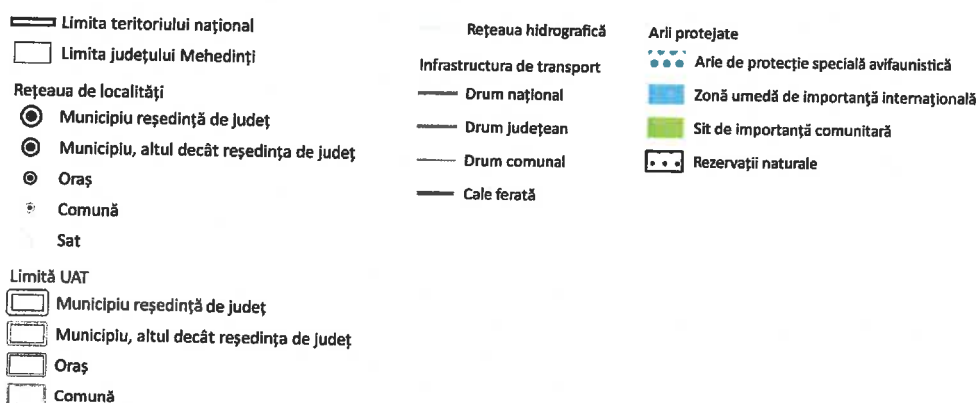 Limita teritoriului național
Limita județului Mehedinți
Rețeaua de localități
Municipiu reședință de județ
Municipiu, altul decât reședința de județ
Oraș
Comună
Sat
Limită UAT
Municipiu reședință de județ
Municipiu, altul decât reședința de județ
Oraș
Comună
Rețeaua hidrografică
Infrastructura de transport
Drum național
Drum județean
Drum comunal
Cale ferată
Arii protejate
Arie de protecție specială avifaunistică
Zonă umedă de importanță internațională
Sit de importanță comunitară
Rezervații naturale